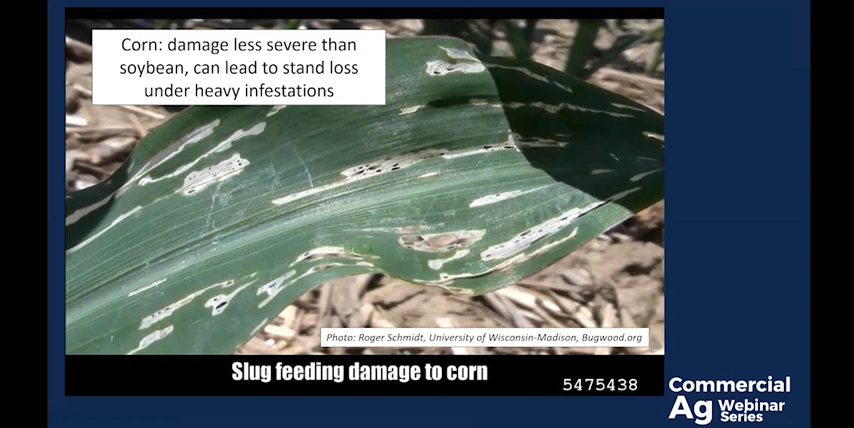 Corn: damage less severe than
soybean, can lead to stand loss
under heavy infestations
Photo: Roger Schmidt, University of Wisconsin-Madison, Bugwood.org
Slug feeding damage to corn
5475438
Commercial
Ag Webinar
Series